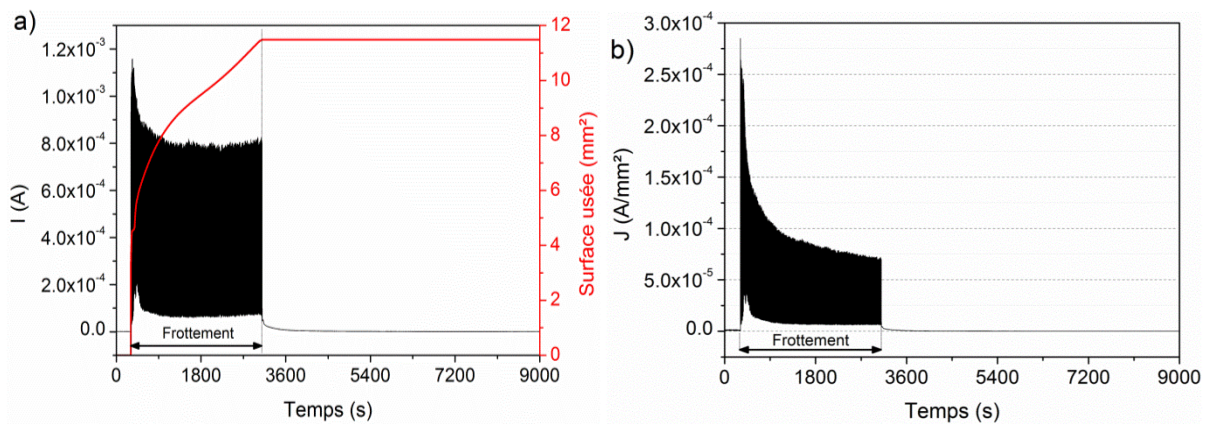 a)
I (A)
1.2x10⁻³
1.0x10⁻³
8.0x10⁻⁴
6.0x10⁻⁴
4.0x10⁻⁴
2.0x10⁻⁴
0.0
Frottement
12
10
8
6
4
2
0
Surface usée (mm²)
0 1800 3600 5400 7200 9000
Temps (s)
b)
J (A/mm²)
3.0x10⁻⁴
2.5x10⁻⁴
2.0x10⁻⁴
1.5x10⁻⁴
1.0x10⁻⁴
5.0x10⁻⁵
0.0
Frottement
0 1800 3600 5400 7200 9000
Temps (s)